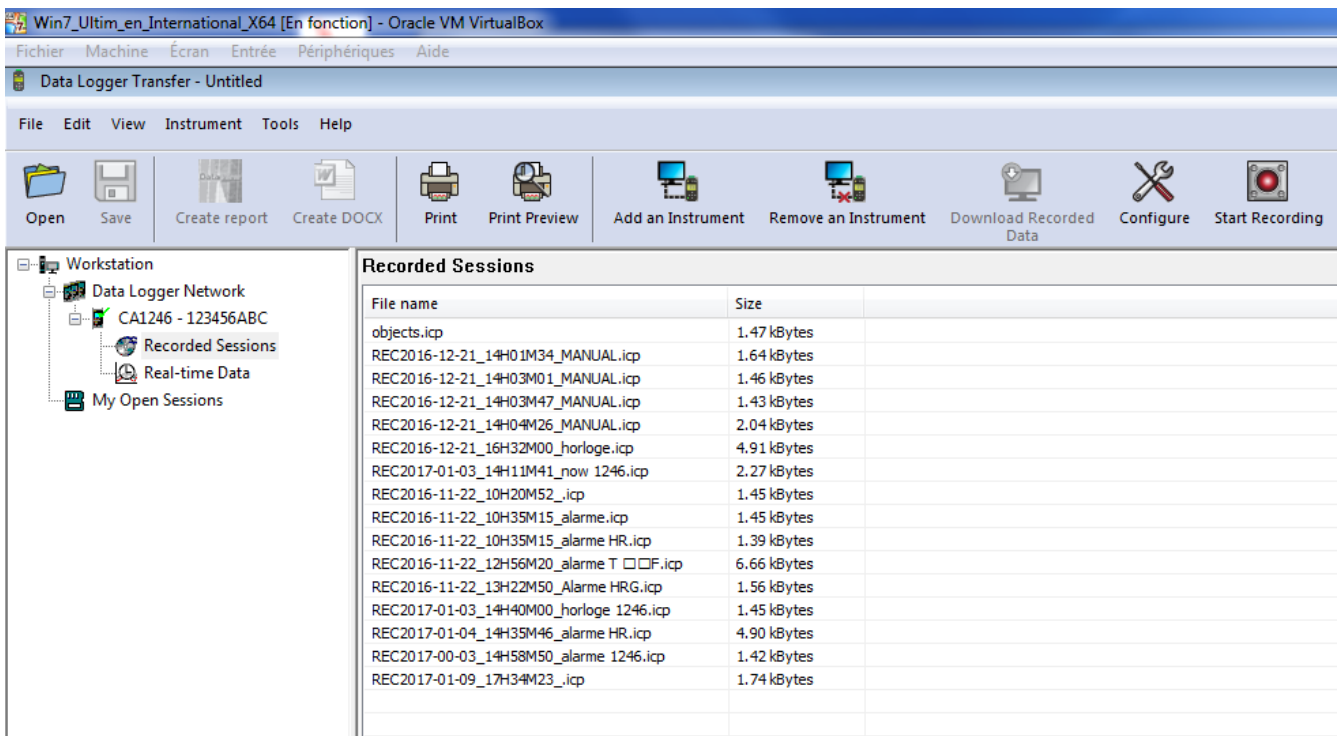 Win7_Ultim_en_International_X64 [En fonction] - Oracle VM VirtualBox
Fichier Machine Écran Entrée Périphériques Aide
Data Logger Transfer - Untitled
File Edit View Instrument Tools Help
Open Save Create report Create DOCX Print Print Preview Add an Instrument Remove an Instrument Download Recorded Data Configure Start Recording
Workstation
Data Logger Network
CA1246 - 123456ABC
Recorded Sessions
Real-time Data
My Open Sessions
Recorded Sessions
File name Size
objects.icp 1.47 kBytes
REC2016-12-21_14H01M34_MANUAL.icp 1.64 kBytes
REC2016-12-21_14H03M01_MANUAL.icp 1.46 kBytes
REC2016-12-21_14H03M47_MANUAL.icp 1.43 kBytes
REC2016-12-21_14H04M26_MANUAL.icp 2.04 kBytes
REC2016-12-21_16H32M00_horloge.icp 4.91 kBytes
REC2017-01-03_14H11M41_now 1246.icp 2.27 kBytes
REC2016-11-22_10H20M52_.icp 1.45 kBytes
REC2016-11-22_10H35M15_alarme.icp 1.45 kBytes
REC2016-11-22_10H35M15_alarme HR.icp 1.39 kBytes
REC2016-11-22_12H56M20_alarme T □□F.icp 6.66 kBytes
REC2016-11-22_13H22M50_Alarme HRG.icp 1.56 kBytes
REC2017-01-03_14H40M00_horloge 1246.icp 1.45 kBytes
REC2017-01-04_14H35M46_alarme HR.icp 4.90 kBytes
REC2017-00-03_14H58M50_alarme 1246.icp 1.42 kBytes
REC2017-01-09_17H34M23_.icp 1.74 kBytes